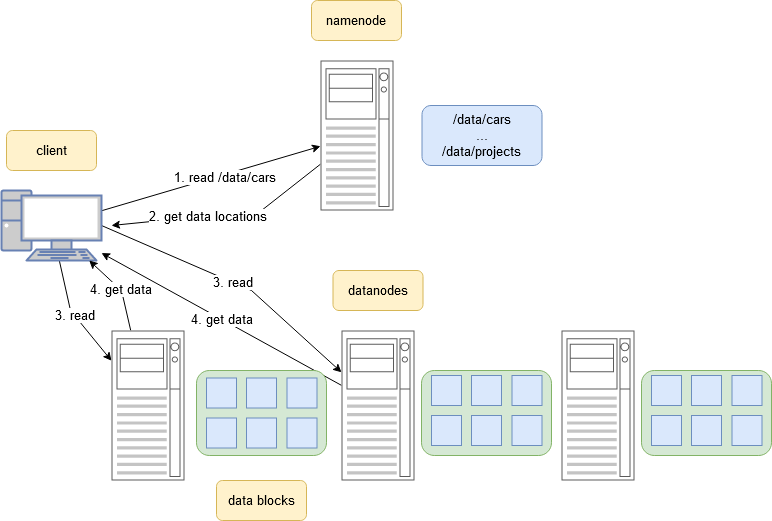 namenode
/data/cars
...
/data/projects
client
1. read /data/cars
2. get data locations
3. read
datanodes
4. get data
3. read
4. get data
data blocks